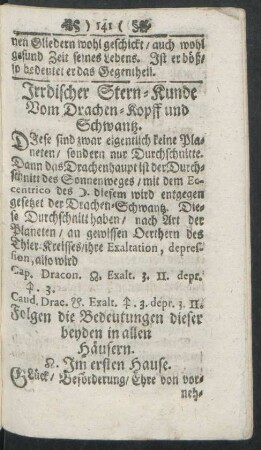 ) 141 (
nen Gliedern wohl geschickt / auch wohl
gesund Zeit seines Lebens. Ist er böß /
so bedeutet er das Gegentheil.
Irrdischer Stern-Kunde
Vom Drachen-Kopff und
Schwantz.
DIese sind zwar eigentlich keine Pla-
neten / sondern nur Durchschnitte.
Dann das Drachenhaupt ist der Durch-
schnitt des Sonnenweges / mit dem Ec-
centrico des ☽. diesem wird entgegen
gesetzet der Drachen-Schwantz. Die-
se Durchschnitt haben / nach Art der
Planeten / an gewissen Oerthern des
Thier-Kreisses / ihre Exaltation, depres-
sion, also wird
Cap. Dracon. ☊. Exalt. 3. II. depr.
3.
Caud. Drac. ☋. Exalt. 3. depr. 3. II.
Folgen die Bedeutungen dieser
beyden in allen
Häusern.
☊. Im ersten Hause.
Glück / Beförderung / Ehre von vor-
neh-